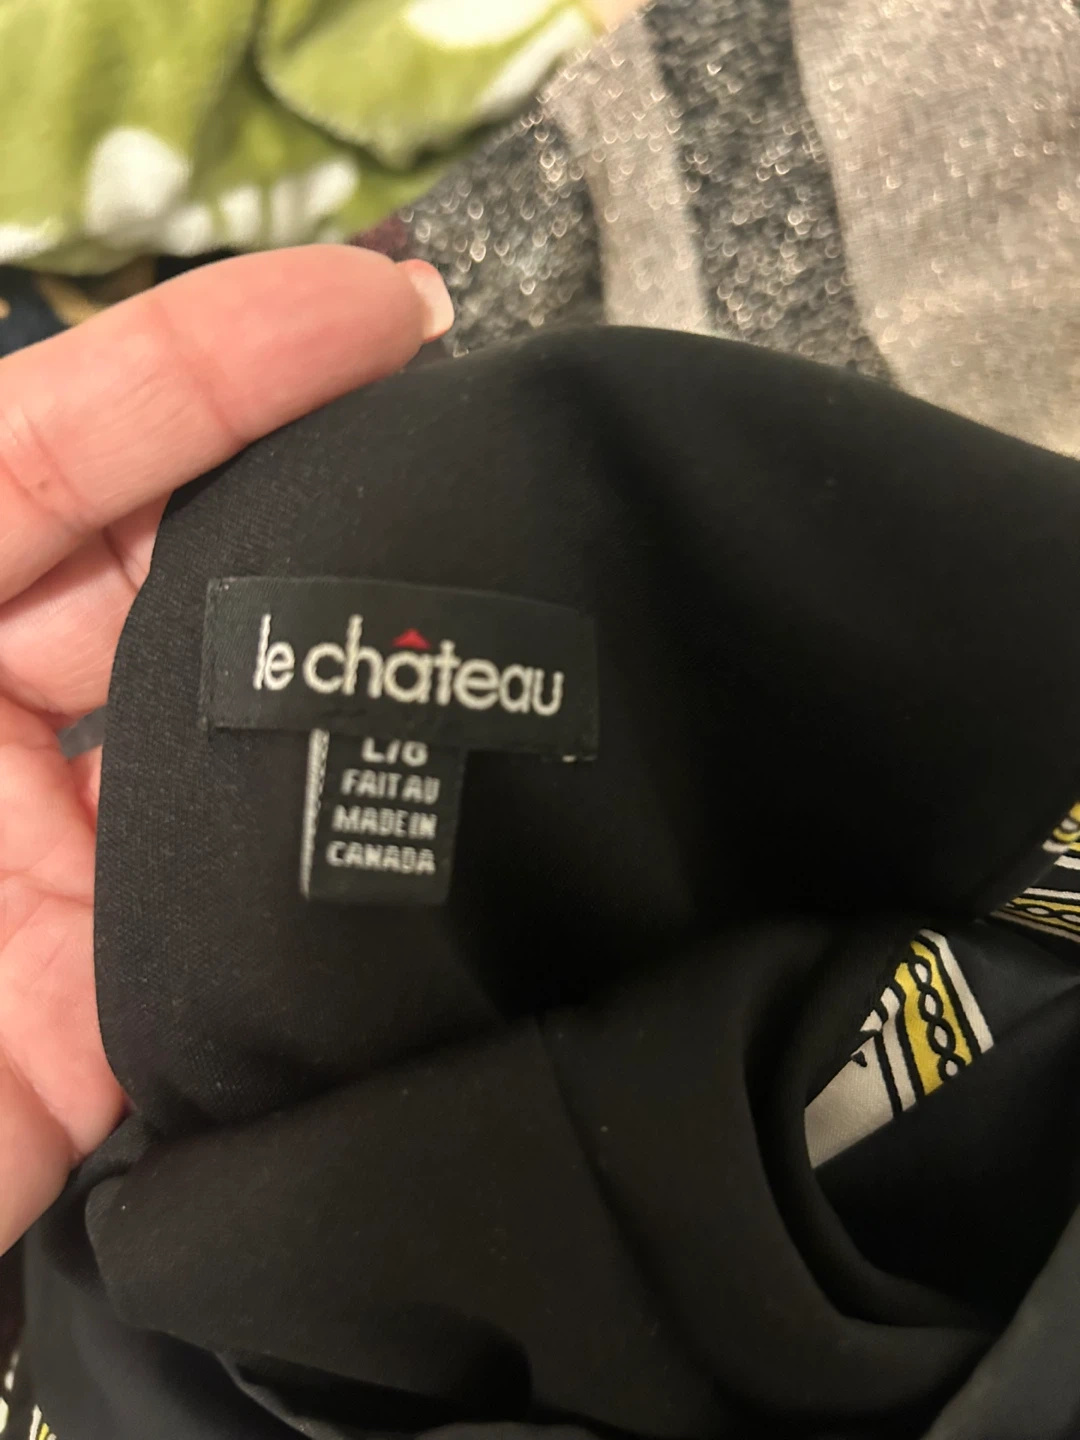 le château
L/G
FAIT AU
MADE IN
CANADA